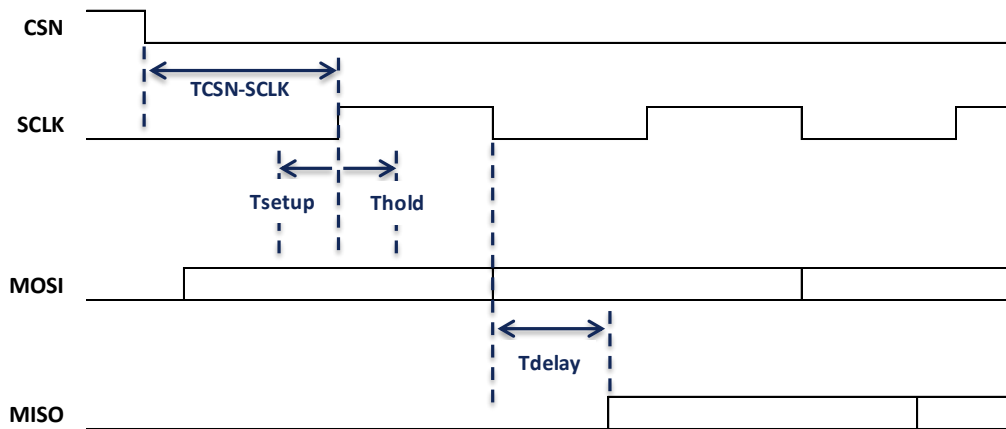 CSN
TCSN-SCLK
SCLK
Tsetup
Thold
MOSI
Tdelay
MISO